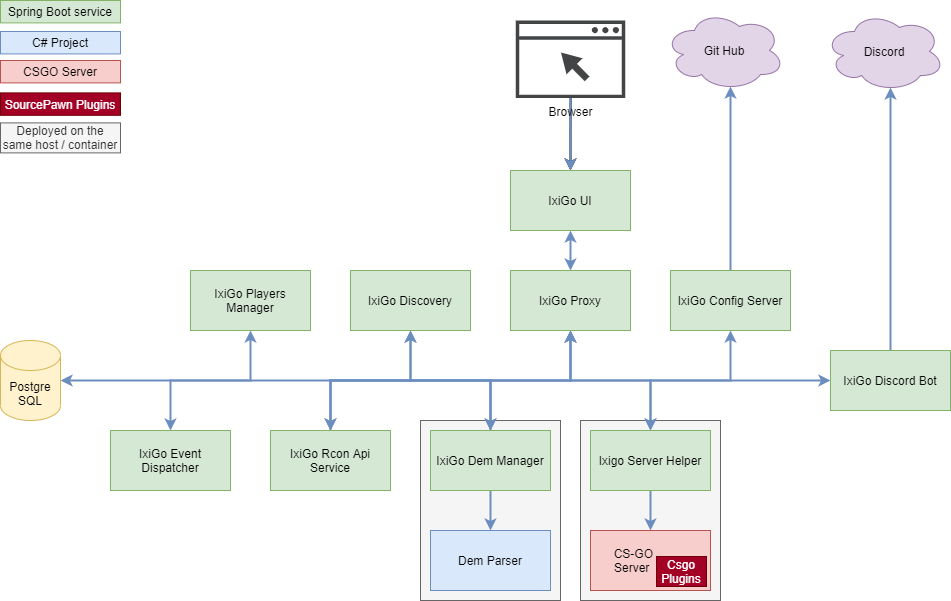 Spring Boot service
C# Project
CSGO Server
SourcePawn Plugins
Deployed on the
same host / container
Browser
Git Hub
Discord
IxiGo UI
IxiGo Players
Manager
IxiGo Discovery
IxiGo Proxy
IxiGo Config Server
Postgre
SQL
IxiGo Discord Bot
IxiGo Event
Dispatcher
IxiGo Rcon Api
Service
IxiGo Dem Manager
Ixigo Server Helper
Dem Parser
CS-GO
Server
Csgo
Plugins